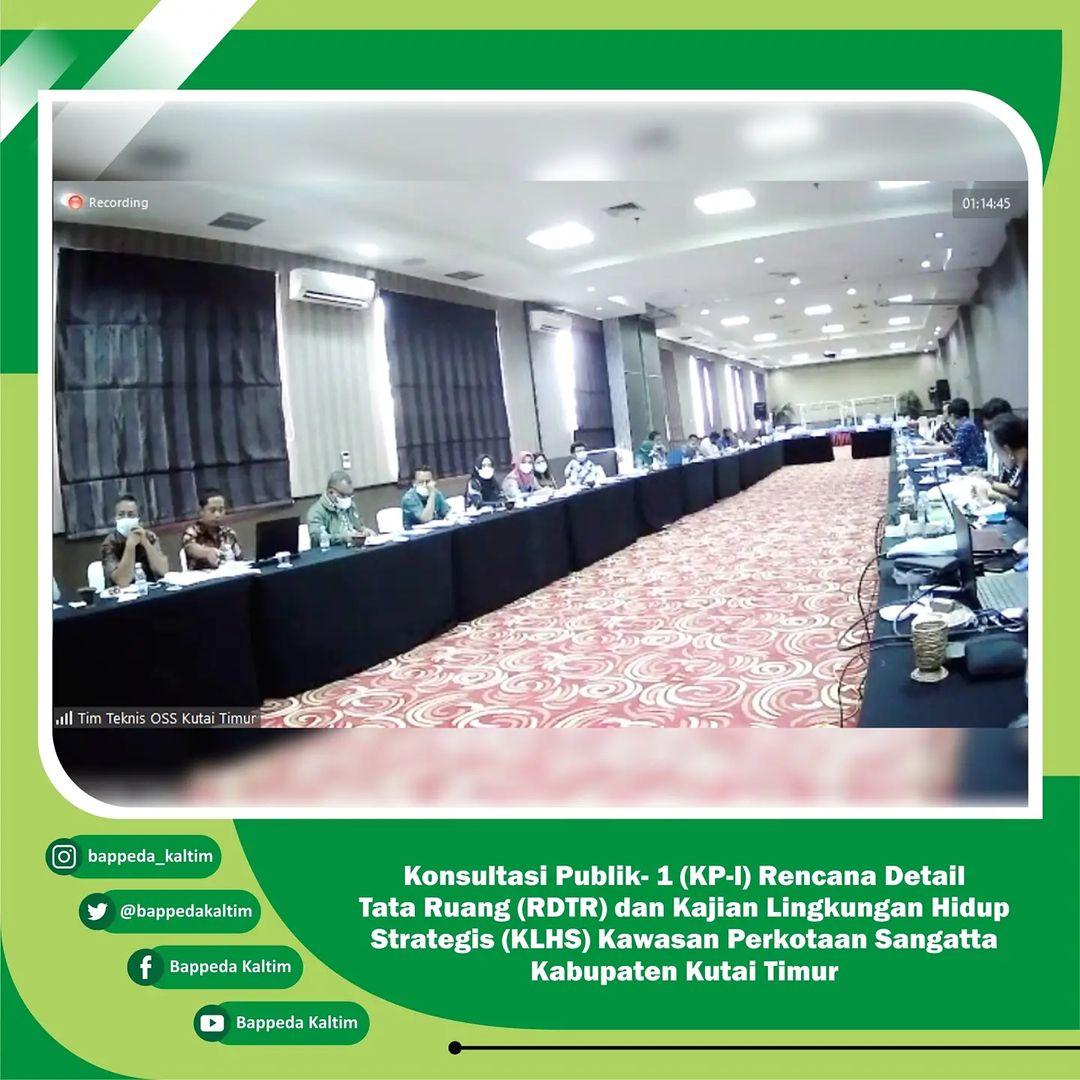 Recording
01:14:45
Tim Teknis OSS Kutai Timur
bappeda_kaltim
@bappedakaltim
Bappeda Kaltim
Bappeda Kaltim
Konsultasi Publik- 1 (KP-I) Rencana Detail
Tata Ruang (RDTR) dan Kajian Lingkungan Hidup
Strategis (KLHS) Kawasan Perkotaan Sangatta
Kabupaten Kutai Timur